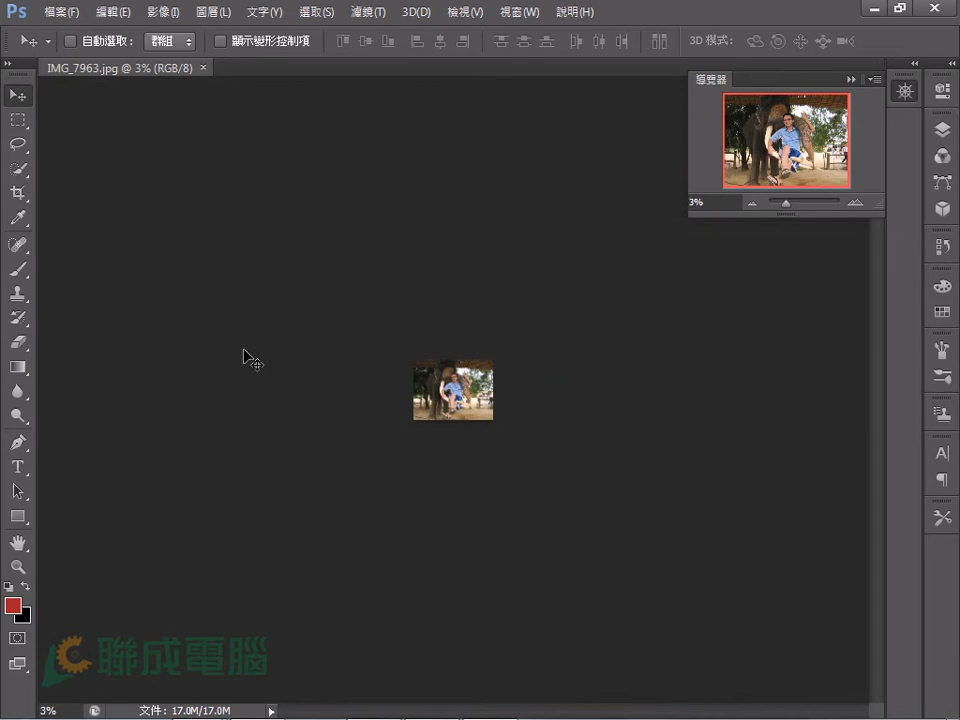 Ps 檔案(F) 編輯(E) 影像(I) 圖層(L) 文字(Y) 選取(S) 濾鏡(T) 3D(D) 檢視(V) 視窗(W) 說明(H)
自動選取： 群組 顯示變形控制項 3D 模式：
IMG_7963.jpg @ 3% (RGB/8) ×
導覽器
3%
聯成電腦
3% 文件：17.0M/17.0M